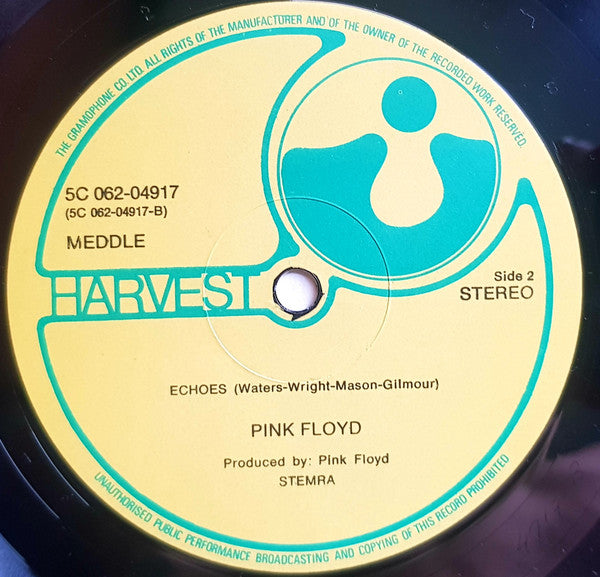 THE GRAMOPHONE CO. LTD. ALL RIGHTS OF THE MANUFACTURER AND OF THE OWNER OF THE RECORDED WORK RESERVED.
5C 062-04917
(5C 062-04917-B)
MEDDLE
HARVEST
Side 2
STEREO
ECHOES (Waters-Wright-Mason-Gilmour)
PINK FLOYD
Produced by: Pink Floyd
STEMRA
UNAUTHORISED PUBLIC PERFORMANCE BROADCASTING AND COPYING OF THIS RECORD PROHIBITED